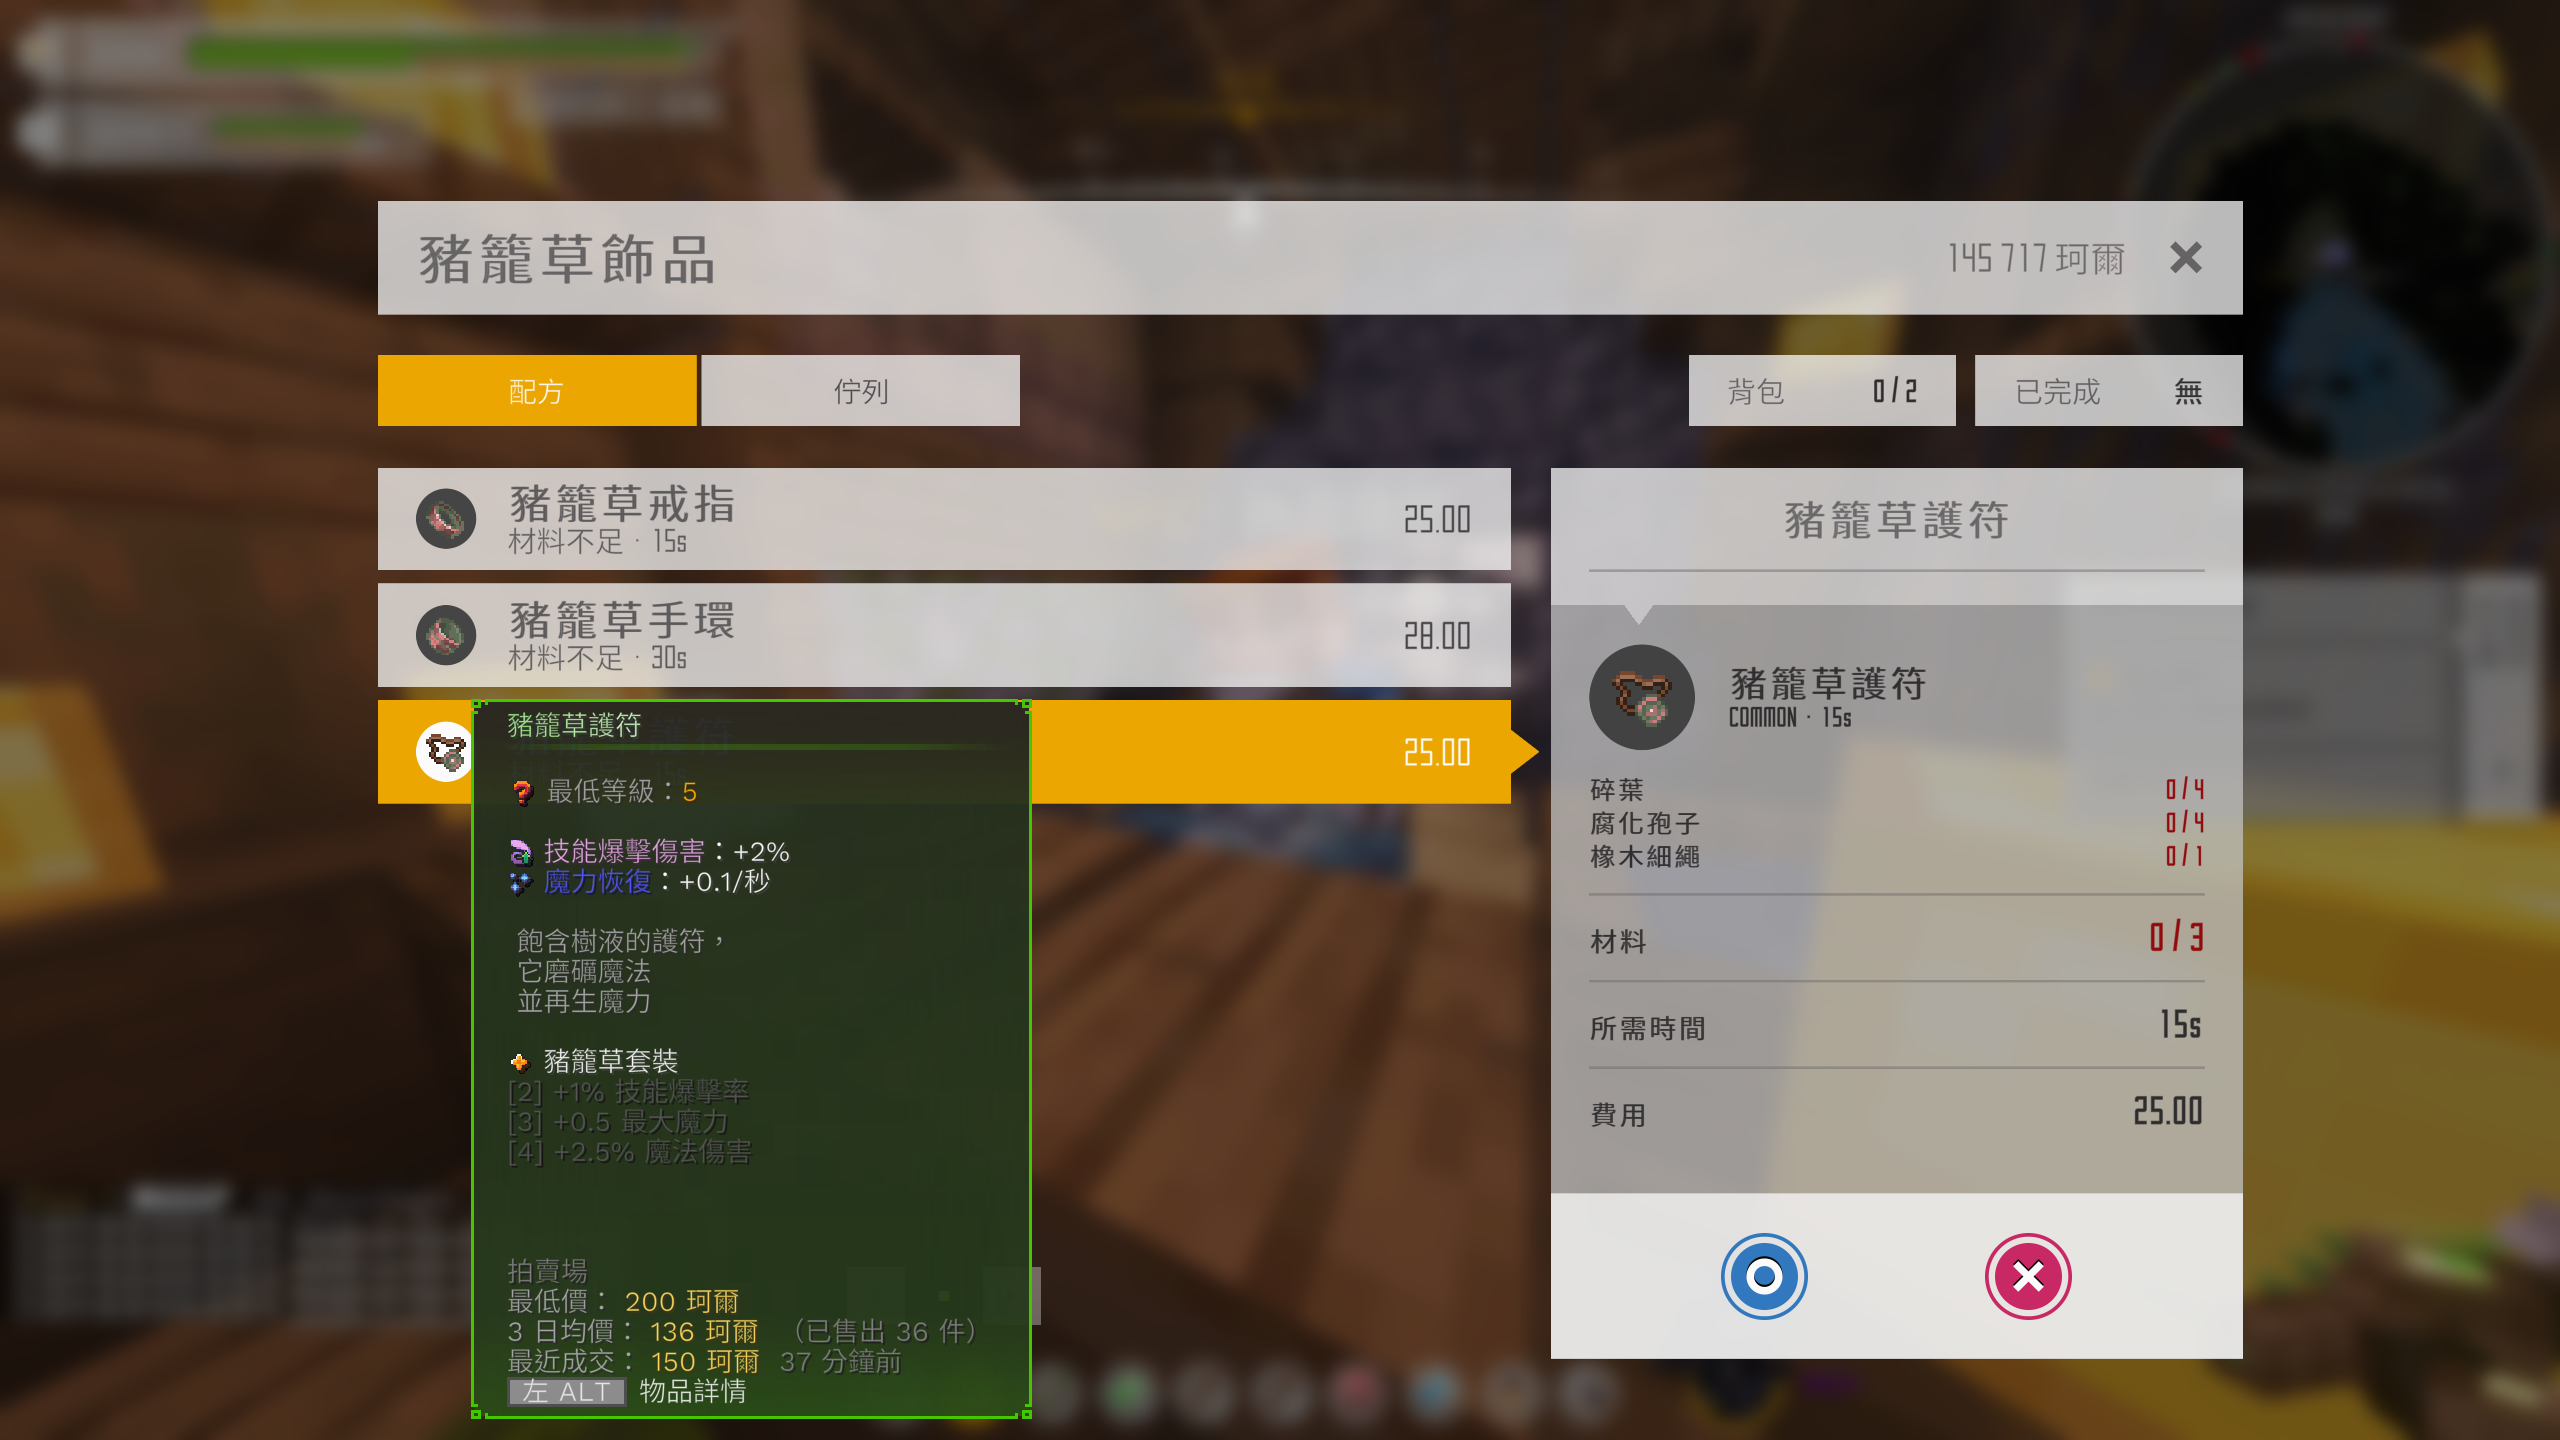 豬籠草飾品
145 717 珂爾
配方
佇列
背包 0/2
已完成 無
豬籠草戒指
材料不足 · 15s
25.00
豬籠草手環
材料不足 · 30s
28.00
25.00
豬籠草護符
最低等級：5
技能爆擊傷害：+2%
魔力恢復：+0.1/秒
飽含樹液的護符，
它磨礪魔法
並再生魔力
豬籠草套裝
[2] +1% 技能爆擊率
[3] +0.5 最大魔力
[4] +2.5% 魔法傷害
拍賣場
最低價： 200 珂爾
3 日均價： 136 珂爾 （已售出 36 件）
最近成交： 150 珂爾 37 分鐘前
左 ALT 物品詳情
豬籠草護符
豬籠草護符
COMMON · 15s
碎葉 0/4
腐化孢子 0/4
橡木細繩 0/1
材料 0/3
所需時間 15s
費用 25.00